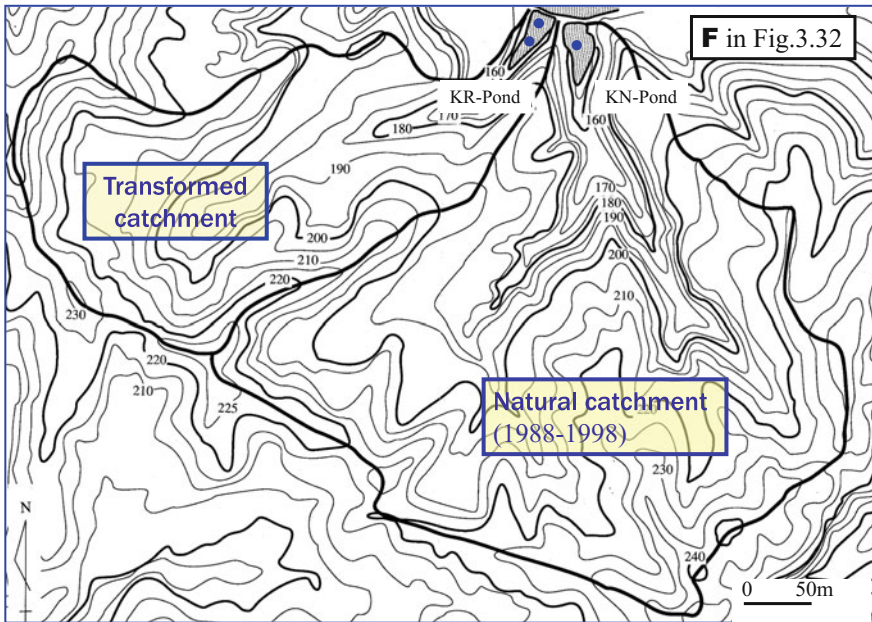 F in Fig.3.32
160
KR-Pond
KN-Pond
170
160
180
190
Transformed
catchment
170
180
190
200
200
210
220
210
230
220
210
225
Natural catchment
(1988-1998)
230
240
N
0 50m